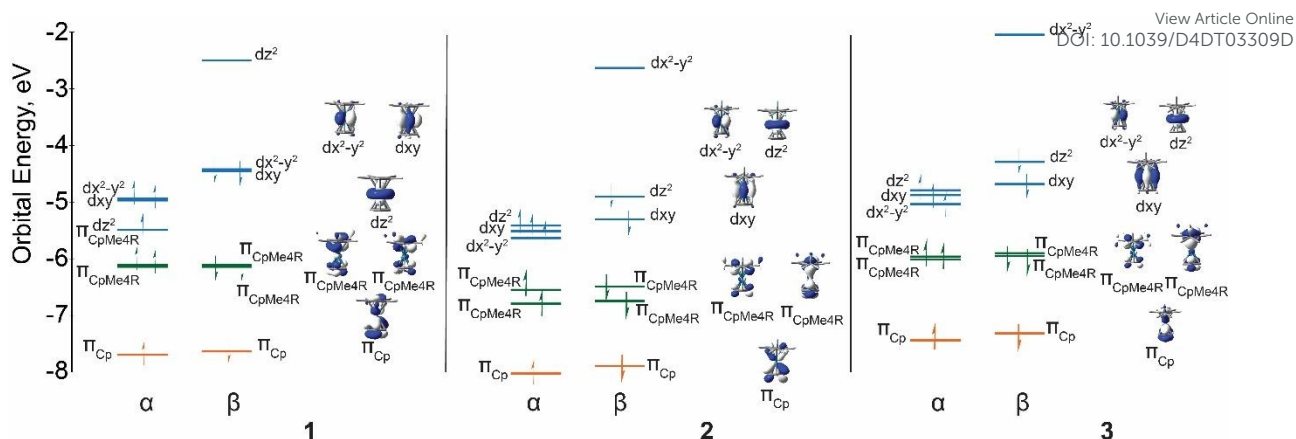 View Article Online
DOI: 10.1039/D4DT03309D
Orbital Energy, eV
-2
-3
-4
-5
-6
-7
-8
dz²
dx²-y²
dxy
dx²-y²
dxy
dx²-y²
dxy
dz²
dz²
πCpMe4R
πCpMe4R
πCpMe4R
πCpMe4R
πCpMe4R
πCpMe4R
πCp
πCp
πCp
α
β
1
dx²-y²
dx²-y²
dz²
dz²
dxy
dxy
dz²
dxy
dx²-y²
πCpMe4R
πCpMe4R
πCpMe4R
πCpMe4R
πCpMe4R
πCpMe4R
πCp
πCp
πCp
α
β
2
dx²-y²
dx²-y²
dz²
dz²
dxy
dxy
dz²
dxy
dx²-y²
πCpMe4R
πCpMe4R
πCpMe4R
πCpMe4R
πCpMe4R
πCpMe4R
πCp
πCp
πCp
α
β
3